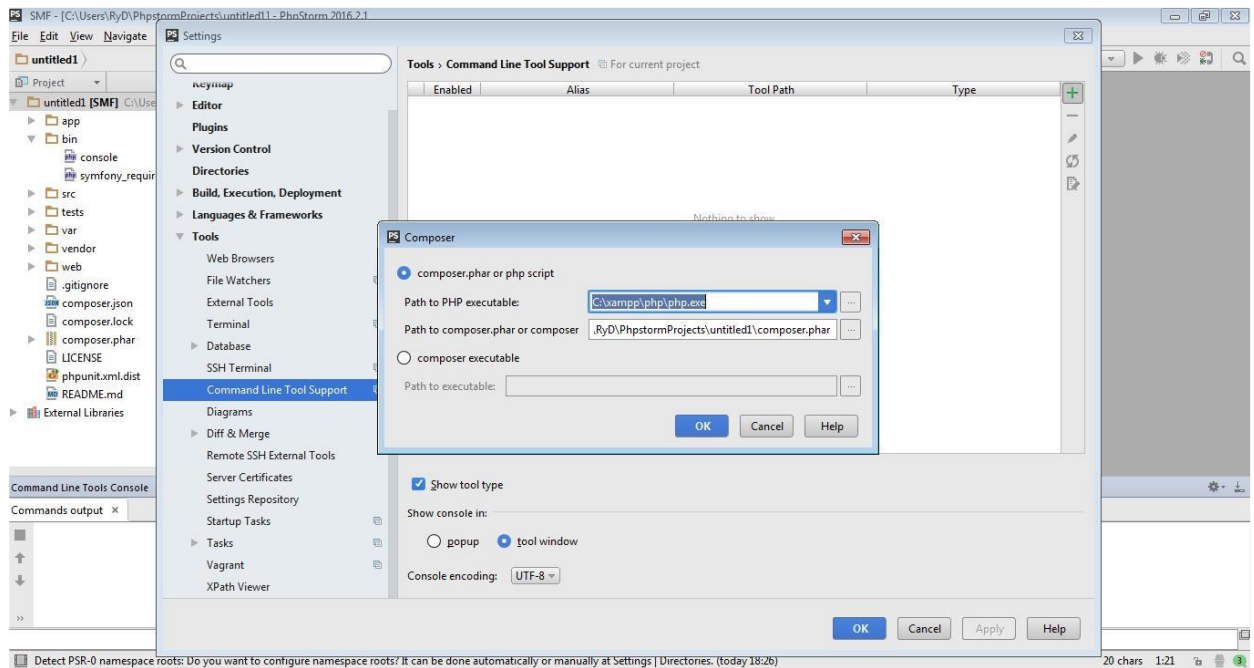 SMF - [C:\Users\RyD\PhpstormProjects\untitled1] - PhpStorm 2016.2.1
File Edit View Navigate
untitled1
Project
untitled1 [SMF] C:\Use
app
bin
console
symfony_requir
src
tests
var
vendor
web
.gitignore
composer.json
composer.lock
composer.phar
LICENSE
phpunit.xml.dist
README.md
External Libraries
Settings
Keymap
Editor
Plugins
Version Control
Directories
Build, Execution, Deployment
Languages & Frameworks
Tools
Web Browsers
File Watchers
External Tools
Terminal
Database
SSH Terminal
Command Line Tool Support
Diagrams
Diff & Merge
Remote SSH External Tools
Server Certificates
Settings Repository
Startup Tasks
Tasks
Vagrant
XPath Viewer
Tools › Command Line Tool Support For current project
Enabled Alias Tool Path Type
Nothing to show
Composer
composer.phar or php script
Path to PHP executable: C:\xampp\php\php.exe
Path to composer.phar or composer RyD\PhpstormProjects\untitled1\composer.phar
composer executable
Path to executable:
OK Cancel Help
Show tool type
Show console in:
popup tool window
Console encoding: UTF-8
OK Cancel Apply Help
Command Line Tools Console
Commands output
Detect PSR-0 namespace roots: Do you want to configure namespace roots? It can be done automatically or manually at Settings | Directories. (today 18:26)
20 chars 1:21 3